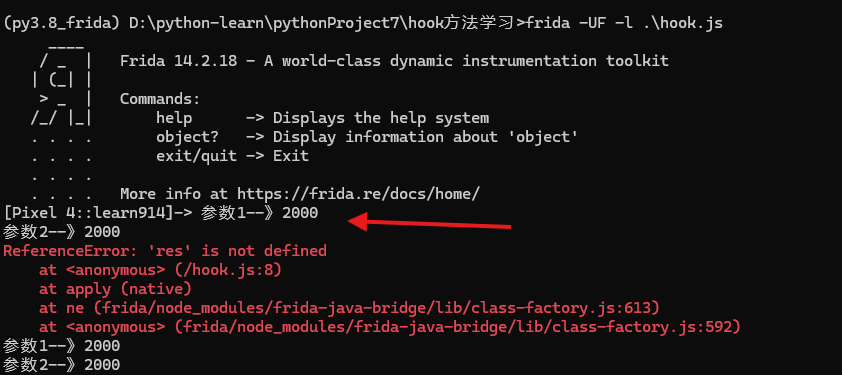 (py3.8_frida) D:\python-learn\pythonProject7\hook方法学习>frida -UF -l .\hook.js
     ____
    / _  |   Frida 14.2.18 - A world-class dynamic instrumentation toolkit
   | (_| |
    > _  |   Commands:
   /_/ |_|       help      -> Displays the help system
   . . . .       object?   -> Display information about 'object'
   . . . .       exit/quit -> Exit
   . . . .
   . . . .   More info at https://frida.re/docs/home/
[Pixel 4::learn914]-> 参数1--》2000
参数2--》2000
ReferenceError: 'res' is not defined
    at <anonymous> (/hook.js:8)
    at apply (native)
    at ne (frida/node_modules/frida-java-bridge/lib/class-factory.js:613)
    at <anonymous> (frida/node_modules/frida-java-bridge/lib/class-factory.js:592)
参数1--》2000
参数2--》2000